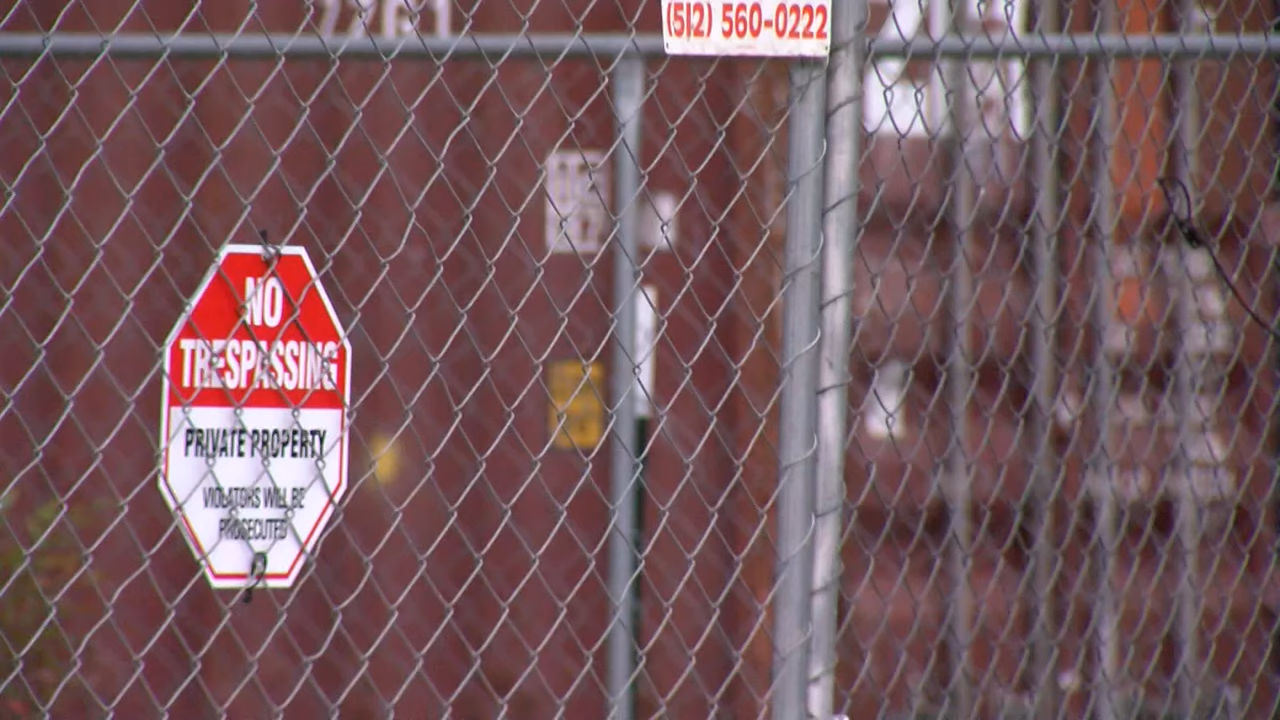 (512) 560-0222
NO
TRESPASSING
PRIVATE PROPERTY
VIOLATORS WILL BE
PROSECUTED